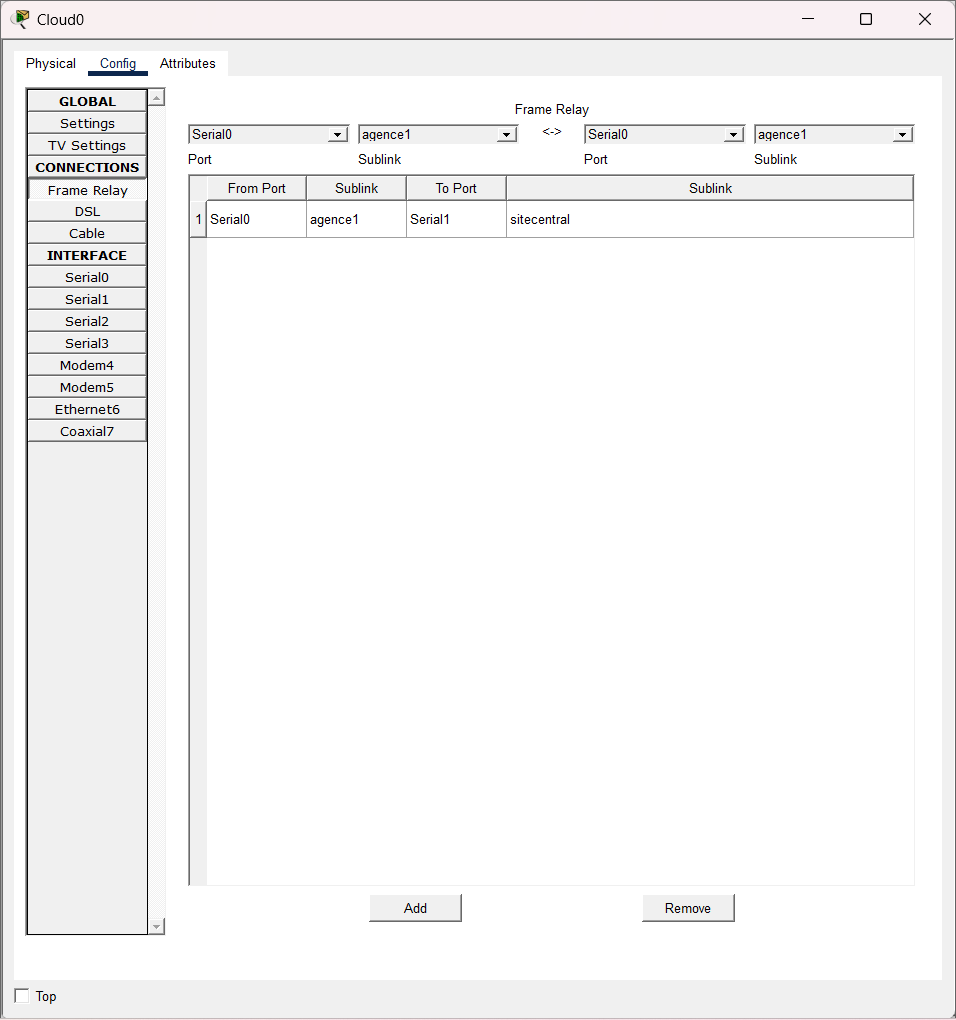 Cloud0
Physical Config Attributes
GLOBAL
Settings
TV Settings
CONNECTIONS
Frame Relay
DSL
Cable
INTERFACE
Serial0
Serial1
Serial2
Serial3
Modem4
Modem5
Ethernet6
Coaxial7
Frame Relay
Serial0 agence1 <-> Serial0 agence1
Port Sublink Port Sublink
From Port Sublink To Port Sublink
1 Serial0 agence1 Serial1 sitecentral
Add Remove
Top